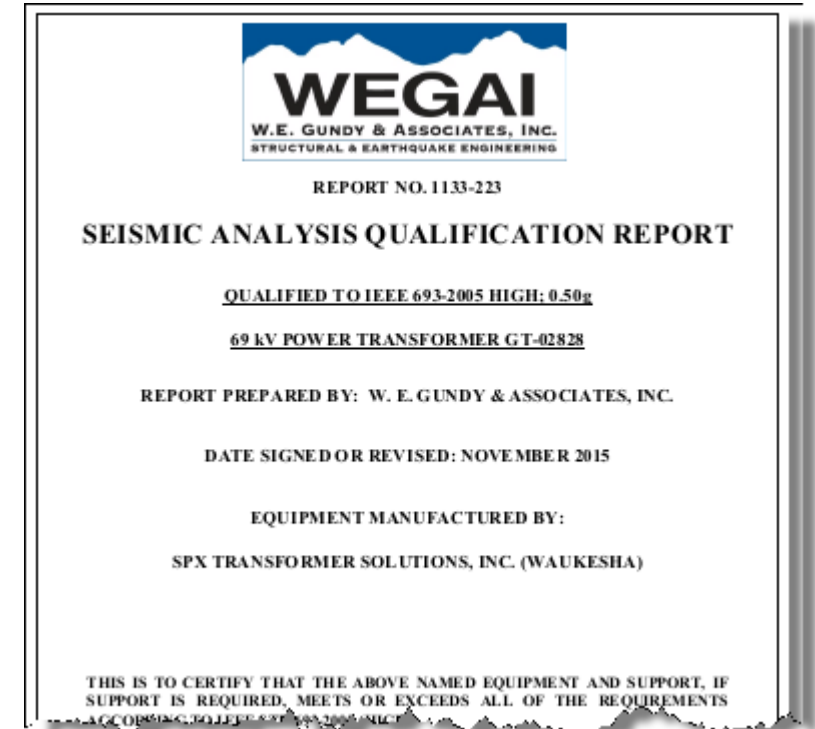 WEGAI
W.E. GUNDY & ASSOCIATES, INC.
STRUCTURAL & EARTHQUAKE ENGINEERING
REPORT NO. 1133-223
SEISMIC ANALYSIS QUALIFICATION REPORT
QUALIFIED TO IEEE 693-2005 HIGH; 0.50g
69 kV POWER TRANSFORMER GT-02828
REPORT PREPARED BY: W. E. GUNDY & ASSOCIATES, INC.
DATE SIGNED OR REVISED: NOVEMBER 2015
EQUIPMENT MANUFACTURED BY:
SPX TRANSFORMER SOLUTIONS, INC. (WAUKESHA)
THIS IS TO CERTIFY THAT THE ABOVE NAMED EQUIPMENT AND SUPPORT, IF
SUPPORT IS REQUIRED, MEETS OR EXCEEDS ALL OF THE REQUIREMENTS